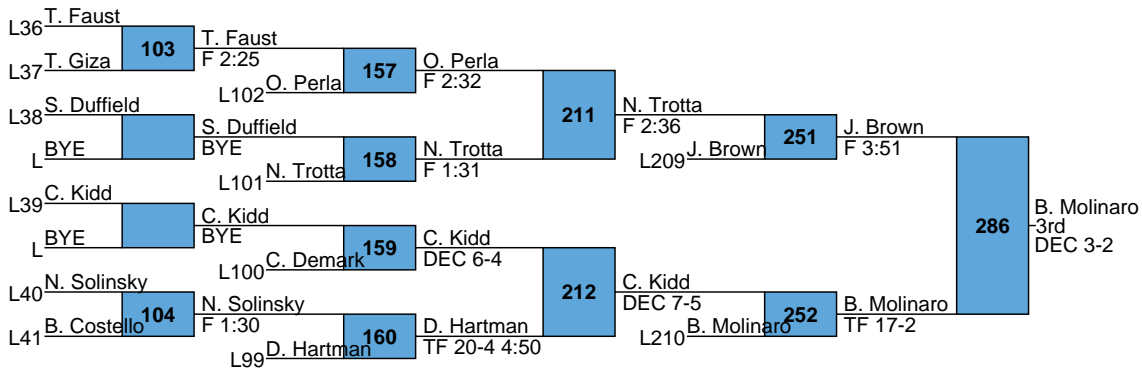 T. Faust
L36
103
T. Faust
F 2:25
T. Giza
L37
157
O. Perla
F 2:32
O. Perla
L102
S. Duffield
L38
S. Duffield
BYE
BYE
L
158
N. Trotta
F 1:31
N. Trotta
L101
211
N. Trotta
F 2:36
251
J. Brown
F 3:51
J. Brown
L209
C. Kidd
L39
C. Kidd
BYE
BYE
L
159
C. Kidd
DEC 6-4
C. Demark
L100
N. Solinsky
L40
104
N. Solinsky
F 1:30
B. Costello
L41
160
D. Hartman
TF 20-4 4:50
D. Hartman
L99
212
C. Kidd
DEC 7-5
252
B. Molinaro
TF 17-2
B. Molinaro
L210
286
B. Molinaro
3rd
DEC 3-2